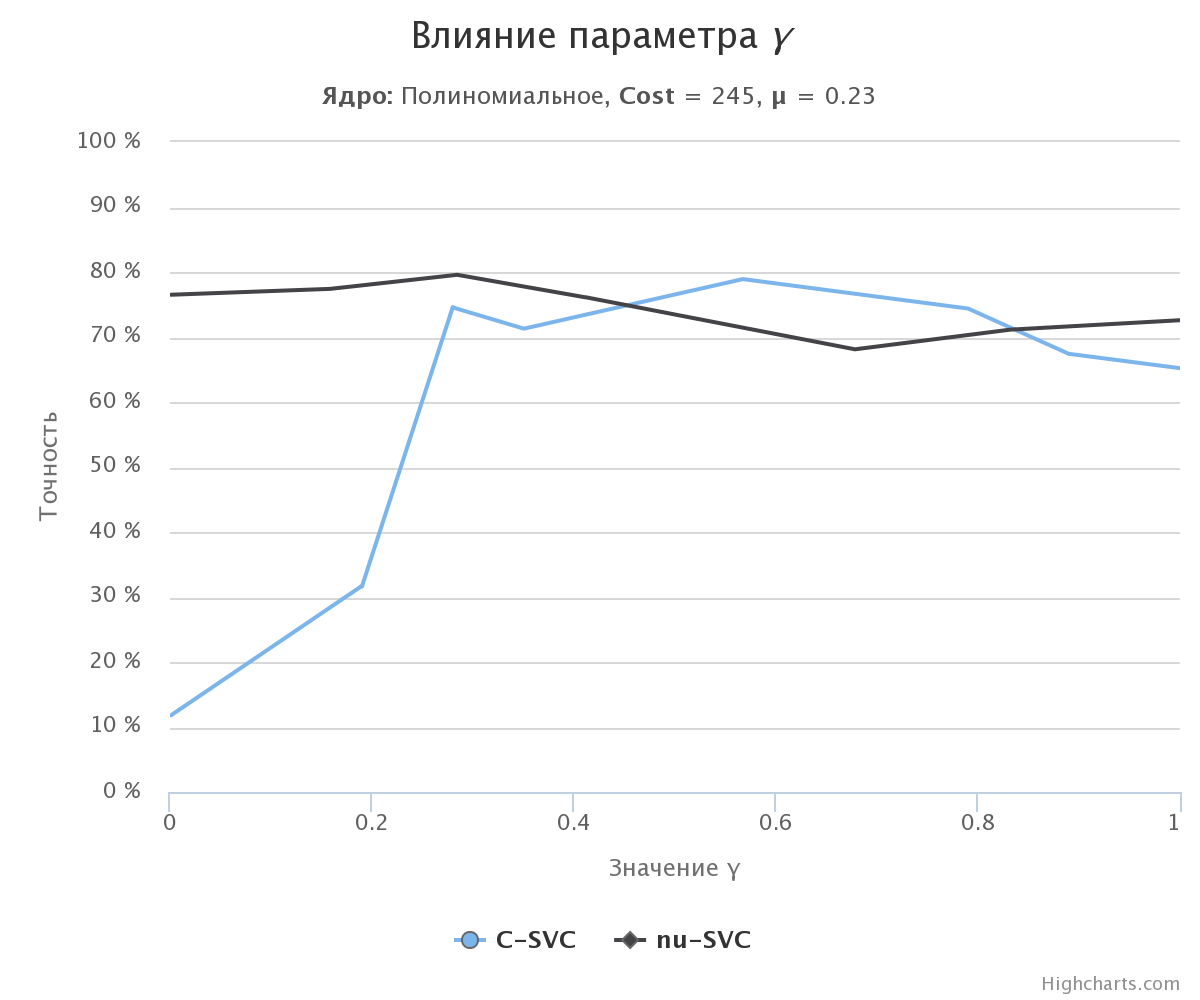 Влияние параметра γ
Ядро: Полиномиальное, Cost = 245, μ = 0.23
100 %
90 %
80 %
70 %
60 %
50 %
40 %
30 %
20 %
10 %
0 %
Точность
0 0.2 0.4 0.6 0.8 1
Значение γ
C-SVC nu-SVC
Highcharts.com